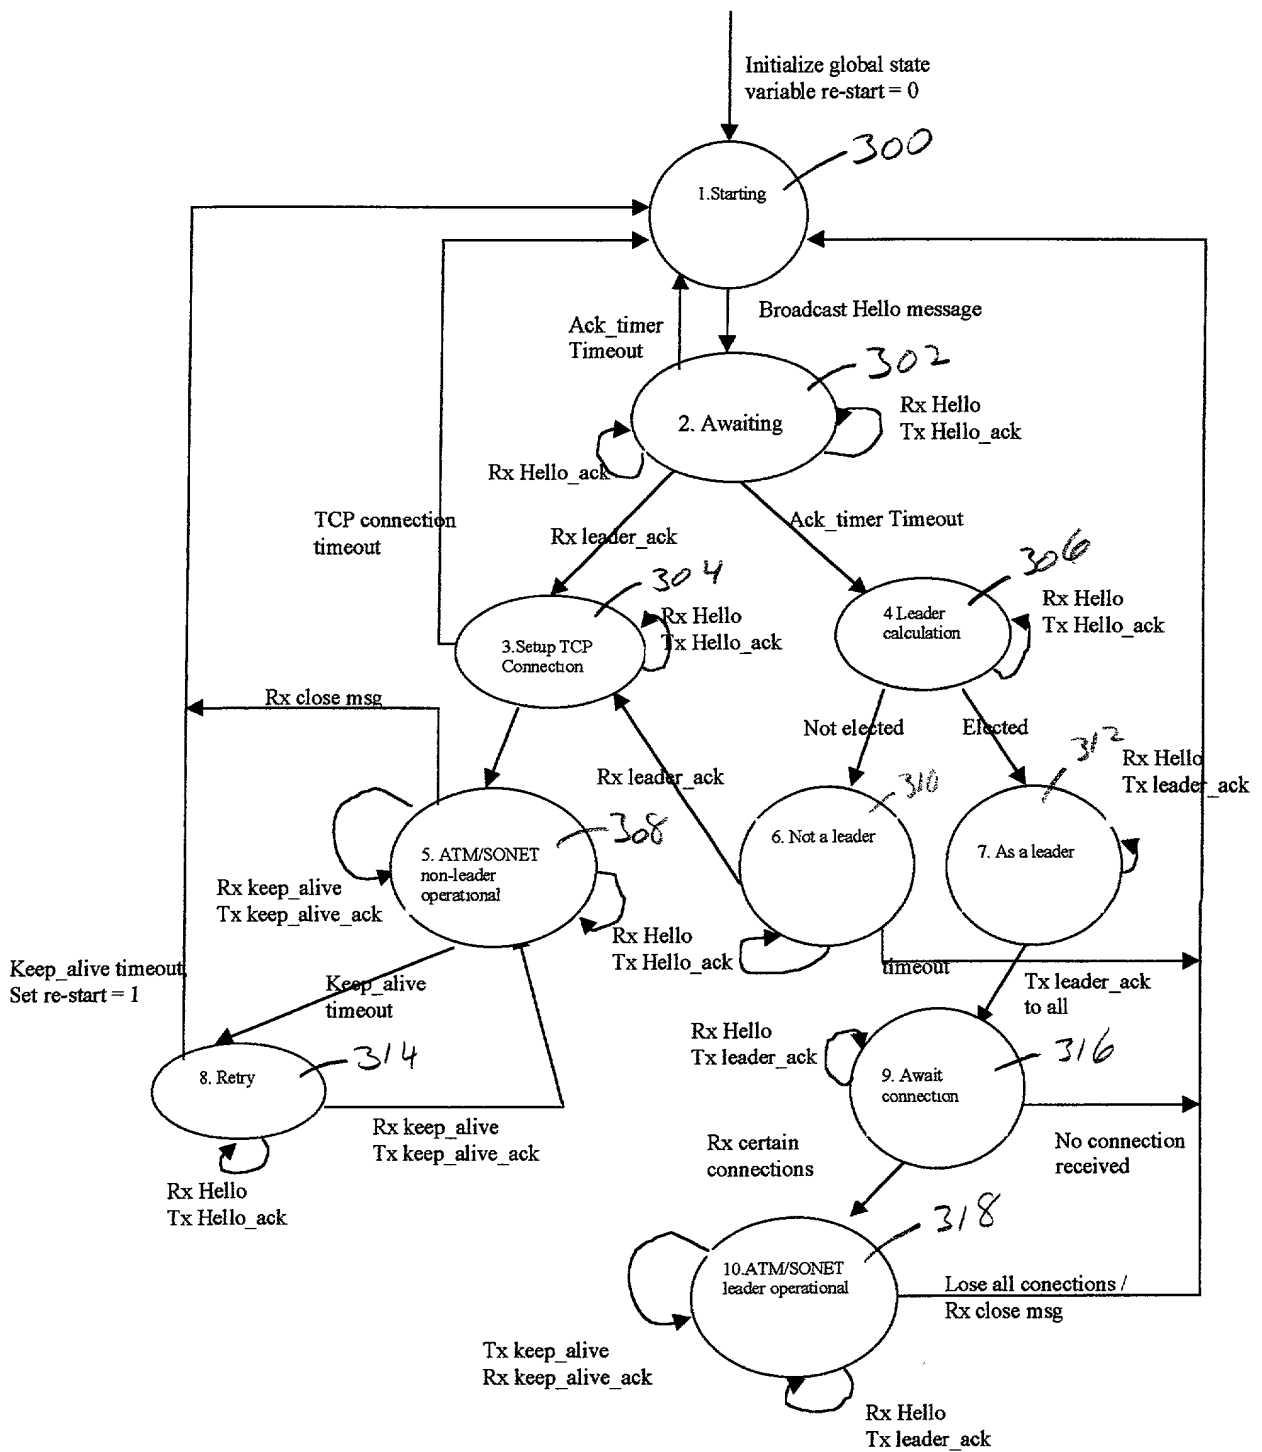 Initialize global state
variable re-start = 0
300
1.Starting
Broadcast Hello message
Ack_timer
Timeout
302
2. Awaiting
Rx Hello
Tx Hello_ack
Rx Hello_ack
TCP connection
timeout
Rx leader_ack
Ack_timer Timeout
304
306
3.Setup TCP
Connection
Rx Hello
Tx Hello_ack
4 Leader
calculation
Rx Hello
Tx Hello_ack
Rx close msg
Not elected
Elected
312
Rx Hello
Tx leader_ack
Rx leader_ack
310
308
5. ATM/SONET
non-leader
operational
6. Not a leader
7. As a leader
Rx keep_alive
Tx keep_alive_ack
Rx Hello
Tx Hello_ack
timeout
Keep_alive timeout
Set re-start = 1
Keep_alive
timeout
Tx leader_ack
to all
314
8. Retry
Rx Hello
Tx leader_ack
316
9. Await
connection
Rx keep_alive
Tx keep_alive_ack
Rx certain
connections
No connection
received
Rx Hello
Tx Hello_ack
318
10.ATM/SONET
leader operational
Lose all conections /
Rx close msg
Tx keep_alive
Rx keep_alive_ack
Rx Hello
Tx leader_ack